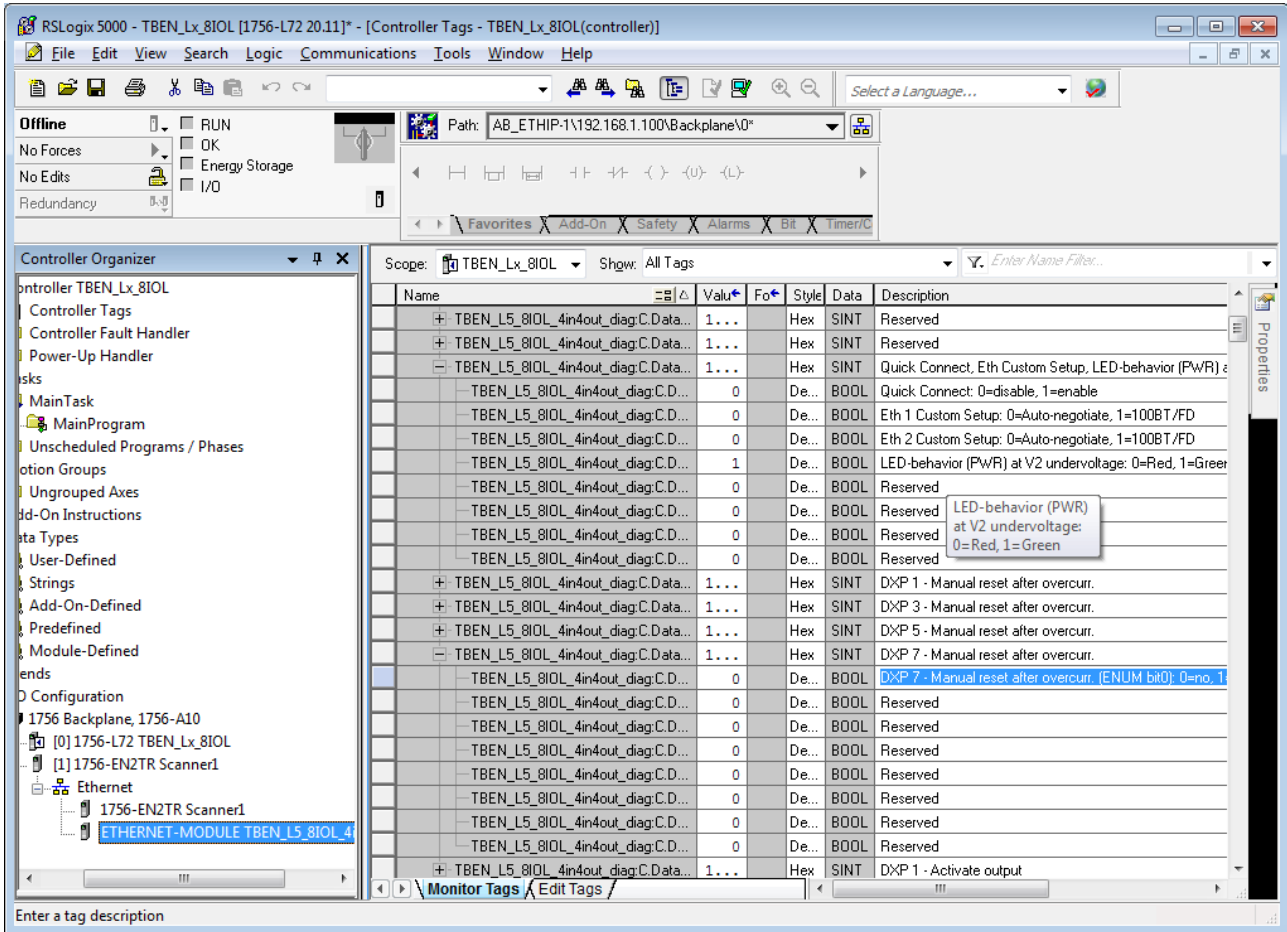 RSLogix 5000 - TBEN_Lx_8IOL [1756-L72 20.11]* - [Controller Tags - TBEN_Lx_8IOL(controller)]
File Edit View Search Logic Communications Tools Window Help
Select a Language...
Offline
RUN
No Forces
OK
No Edits
Energy Storage
Redundancy
I/O
Path: AB_ETHIP-1\192.168.1.100\Backplane\0*
Favorites Add-On Safety Alarms Bit Timer/C
Controller Organizer
ontroller TBEN_Lx_8IOL
Controller Tags
Controller Fault Handler
Power-Up Handler
sks
MainTask
MainProgram
Unscheduled Programs / Phases
otion Groups
Ungrouped Axes
dd-On Instructions
ata Types
User-Defined
Strings
Add-On-Defined
Predefined
Module-Defined
ends
O Configuration
1756 Backplane, 1756-A10
[0] 1756-L72 TBEN_Lx_8IOL
[1] 1756-EN2TR Scanner1
Ethernet
1756-EN2TR Scanner1
ETHERNET-MODULE TBEN_L5_8IOL_4i
Scope: TBEN_Lx_8IOL Show: All Tags Enter Name Filter...
Name Valu Fo Style Data Description
TBEN_L5_8IOL_4in4out_diag:C.Data... 1... Hex SINT Reserved
TBEN_L5_8IOL_4in4out_diag:C.Data... 1... Hex SINT Reserved
TBEN_L5_8IOL_4in4out_diag:C.Data... 1... Hex SINT Quick Connect, Eth Custom Setup, LED-behavior (PWR) a
TBEN_L5_8IOL_4in4out_diag:C.D... 0 De... BOOL Quick Connect: 0=disable, 1=enable
TBEN_L5_8IOL_4in4out_diag:C.D... 0 De... BOOL Eth 1 Custom Setup: 0=Auto-negotiate, 1=100BT/FD
TBEN_L5_8IOL_4in4out_diag:C.D... 0 De... BOOL Eth 2 Custom Setup: 0=Auto-negotiate, 1=100BT/FD
TBEN_L5_8IOL_4in4out_diag:C.D... 1 De... BOOL LED-behavior (PWR) at V2 undervoltage: 0=Red, 1=Green
TBEN_L5_8IOL_4in4out_diag:C.D... 0 De... BOOL Reserved
TBEN_L5_8IOL_4in4out_diag:C.D... 0 De... BOOL Reserved
TBEN_L5_8IOL_4in4out_diag:C.D... 0 De... BOOL Reserved
TBEN_L5_8IOL_4in4out_diag:C.D... 0 De... BOOL Reserved
LED-behavior (PWR)
at V2 undervoltage:
0=Red, 1=Green
TBEN_L5_8IOL_4in4out_diag:C.Data... 1... Hex SINT DXP 1 - Manual reset after overcurr.
TBEN_L5_8IOL_4in4out_diag:C.Data... 1... Hex SINT DXP 3 - Manual reset after overcurr.
TBEN_L5_8IOL_4in4out_diag:C.Data... 1... Hex SINT DXP 5 - Manual reset after overcurr.
TBEN_L5_8IOL_4in4out_diag:C.Data... 1... Hex SINT DXP 7 - Manual reset after overcurr.
TBEN_L5_8IOL_4in4out_diag:C.D... 0 De... BOOL DXP 7 - Manual reset after overcurr. (ENUM bit0): 0=no, 1
TBEN_L5_8IOL_4in4out_diag:C.D... 0 De... BOOL Reserved
TBEN_L5_8IOL_4in4out_diag:C.D... 0 De... BOOL Reserved
TBEN_L5_8IOL_4in4out_diag:C.D... 0 De... BOOL Reserved
TBEN_L5_8IOL_4in4out_diag:C.D... 0 De... BOOL Reserved
TBEN_L5_8IOL_4in4out_diag:C.D... 0 De... BOOL Reserved
TBEN_L5_8IOL_4in4out_diag:C.D... 0 De... BOOL Reserved
TBEN_L5_8IOL_4in4out_diag:C.D... 0 De... BOOL Reserved
TBEN_L5_8IOL_4in4out_diag:C.Data... 1... Hex SINT DXP 1 - Activate output
Properties
Monitor Tags Edit Tags
Enter a tag description